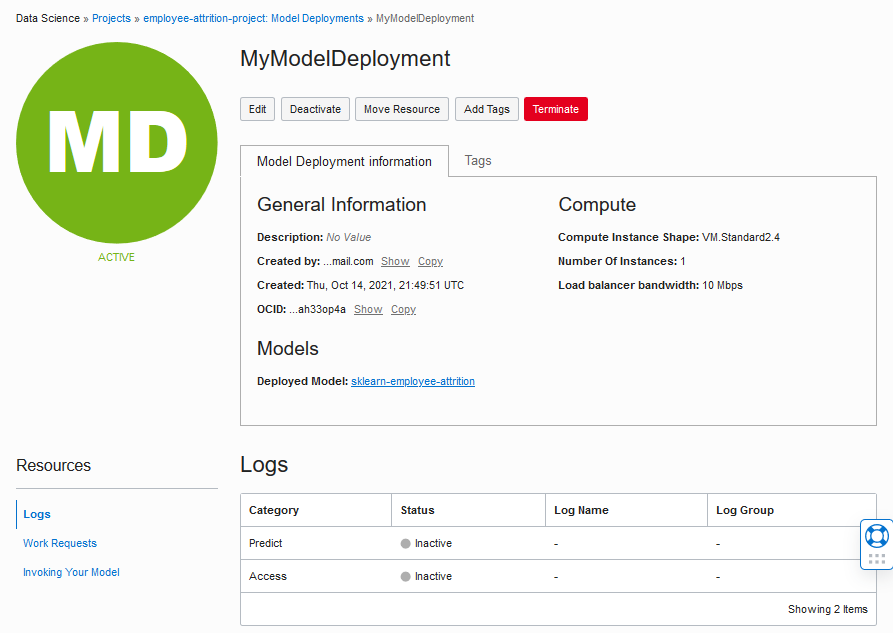 Data Science » Projects » employee-attrition-project: Model Deployments » MyModelDeployment
MD
ACTIVE
MyModelDeployment
Edit Deactivate Move Resource Add Tags Terminate
Model Deployment information Tags
General Information
Description: No Value
Created by: ...mail.com Show Copy
Created: Thu, Oct 14, 2021, 21:49:51 UTC
OCID: ...ah33op4a Show Copy
Models
Deployed Model: sklearn-employee-attrition
Compute
Compute Instance Shape: VM.Standard2.4
Number Of Instances: 1
Load balancer bandwidth: 10 Mbps
Resources
Logs
Work Requests
Invoking Your Model
Logs
Category Status Log Name Log Group
Predict Inactive - -
Access Inactive - -
Showing 2 Items